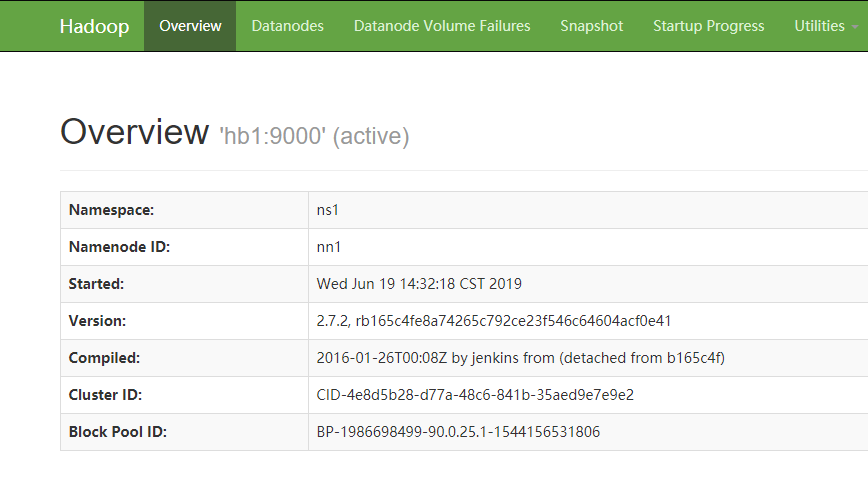 Hadoop Overview Datanodes Datanode Volume Failures Snapshot Startup Progress Utilities
Overview 'hb1:9000' (active)
Namespace: ns1
Namenode ID: nn1
Started: Wed Jun 19 14:32:18 CST 2019
Version: 2.7.2, rb165c4fe8a74265c792ce23f546c64604acf0e41
Compiled: 2016-01-26T00:08Z by jenkins from (detached from b165c4f)
Cluster ID: CID-4e8d5b28-d77a-48c6-841b-35aed9e7e9e2
Block Pool ID: BP-1986698499-90.0.25.1-1544156531806